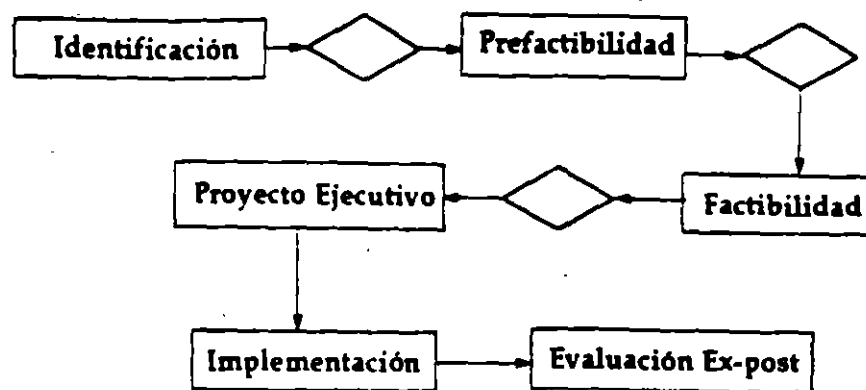 Identificación
Prefactibilidad
Factibilidad
Proyecto Ejecutivo
Implementación
Evaluación Ex-post